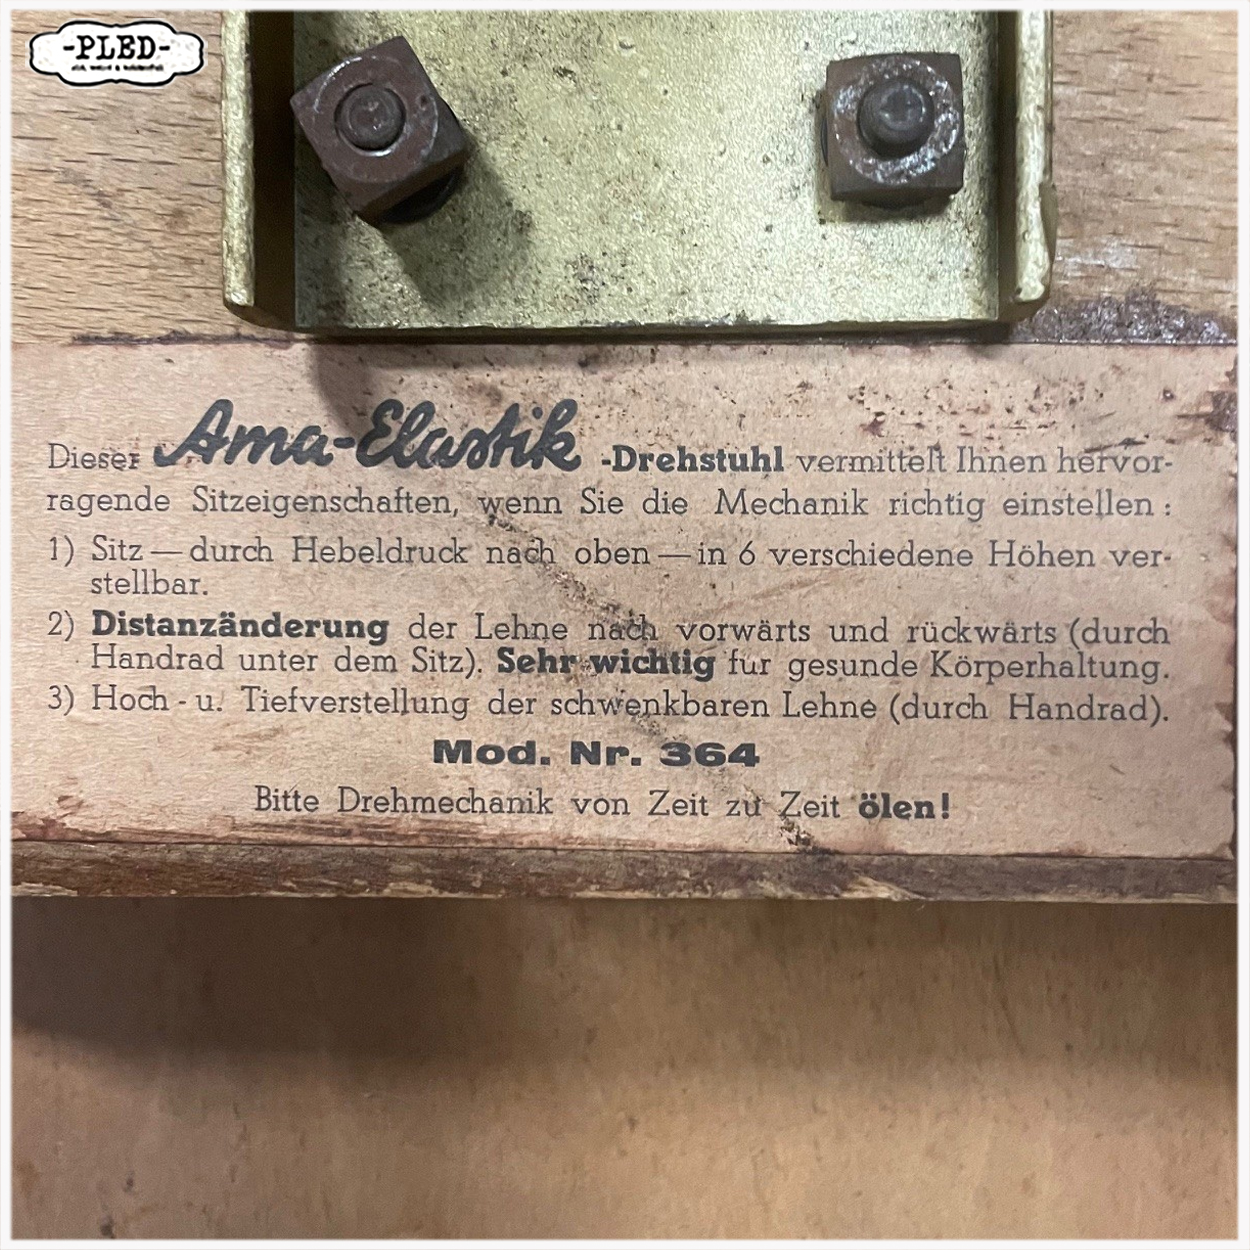 -PLED-
Dieser Ama-Elastik -Drehstuhl vermittelt Ihnen hervor-
ragende Sitzeigenschaften, wenn Sie die Mechanik richtig einstellen :
1) Sitz — durch Hebeldruck nach oben — in 6 verschiedene Höhen ver-
stellbar.
2) Distanzänderung der Lehne nach vorwärts und rückwärts (durch
Handrad unter dem Sitz). Sehr wichtig für gesunde Körperhaltung.
3) Hoch - u. Tiefverstellung der schwenkbaren Lehne (durch Handrad).
Mod. Nr. 364
Bitte Drehmechanik von Zeit zu Zeit ölen!